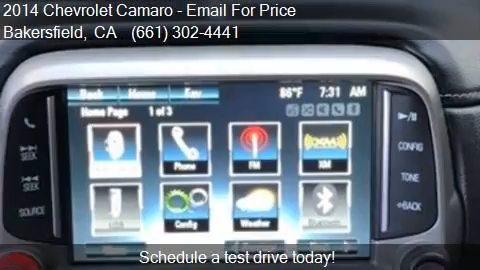 2014 Chevrolet Camaro - Email For Price
Bakersfield, CA (661) 302-4441
Back Home Fav 86°F 7:31 AM
Home Page 1 of 3
SEEK
SEEK
SOURCE
CONFIG
TONE
BACK
Phone FM XM
USB Config Weather Bluetooth
Schedule a test drive today!